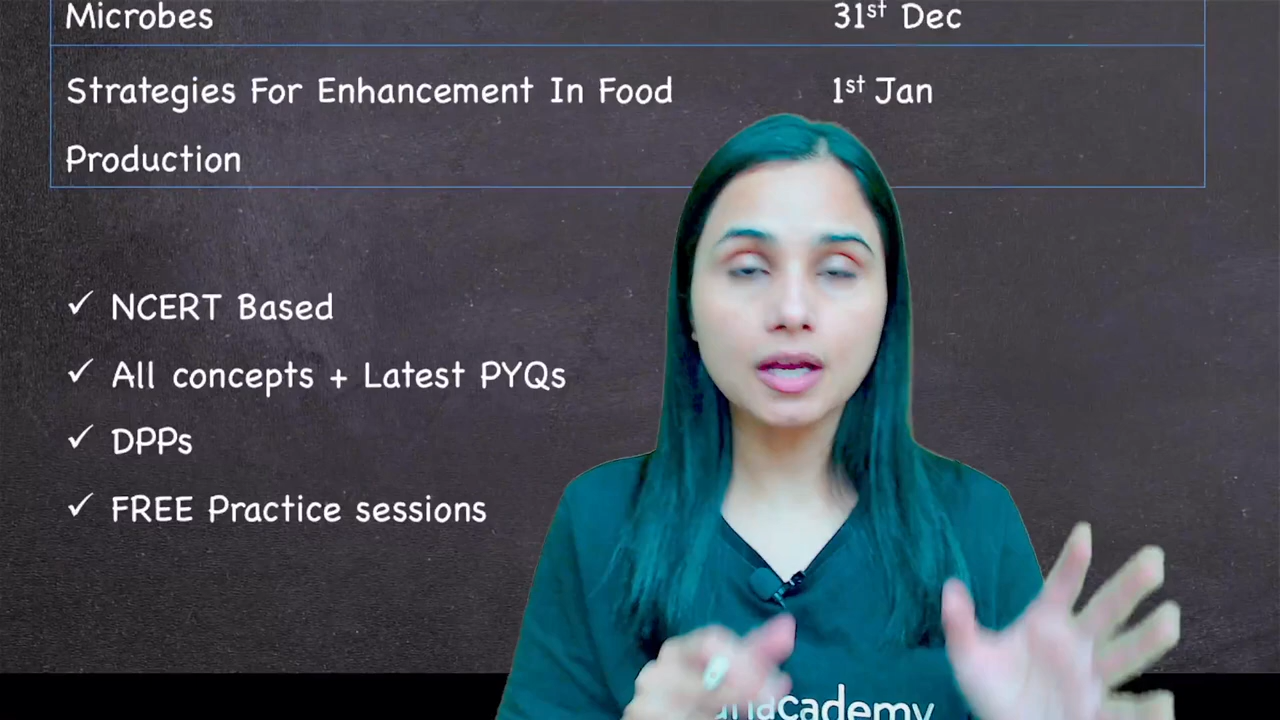 Microbes 31st Dec
Strategies For Enhancement In Food 1st Jan
Production
✓ NCERT Based
✓ All concepts + Latest PYQs
✓ DPPs
✓ FREE Practice sessions
unacademy